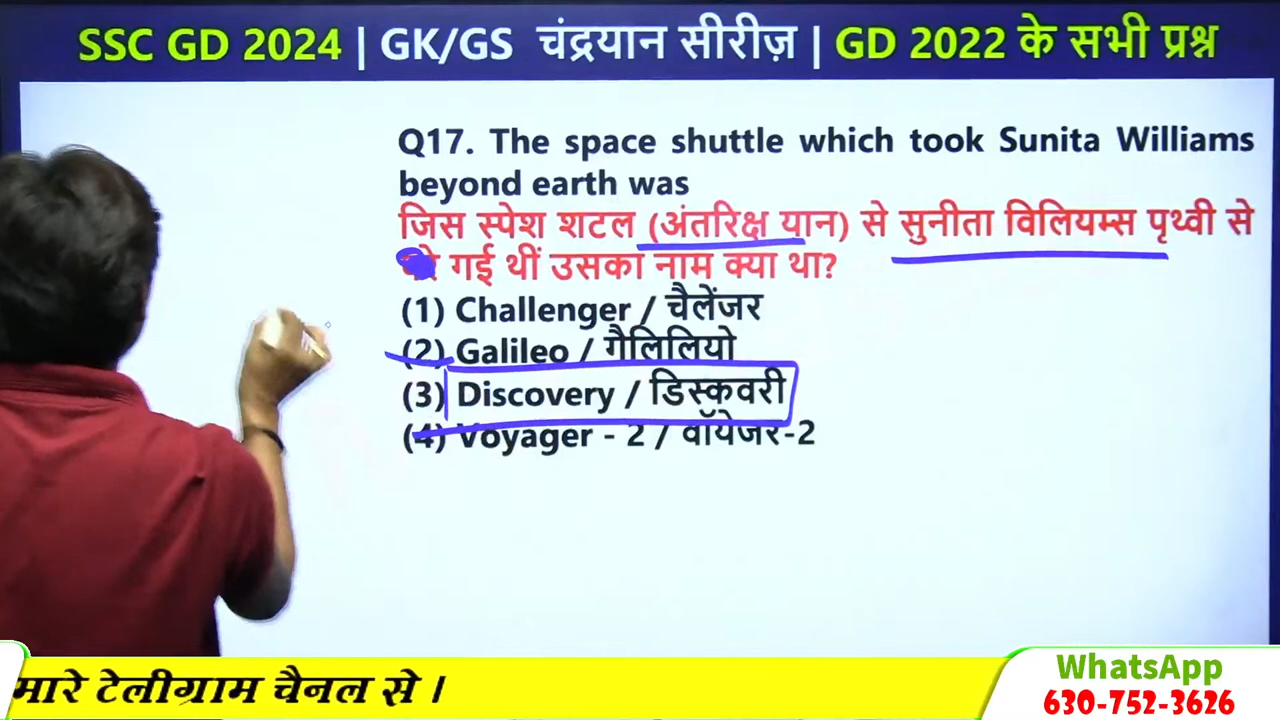 SSC GD 2024 | GK/GS चंद्रयान सीरीज़ | GD 2022 के सभी प्रश्न
Q17. The space shuttle which took Sunita Williams
beyond earth was
जिस स्पेश शटल (अंतरिक्ष यान) से सुनीता विलियम्स पृथ्वी से
गई थीं उसका नाम क्या था?
(1) Challenger / चैलेंजर
(2) Galileo / गैलिलियो
(3) Discovery / डिस्कवरी
(4) Voyager - 2 / वॉयेजर-2
मारे टेलीग्राम चैनल से ।
WhatsApp
630-752-3626